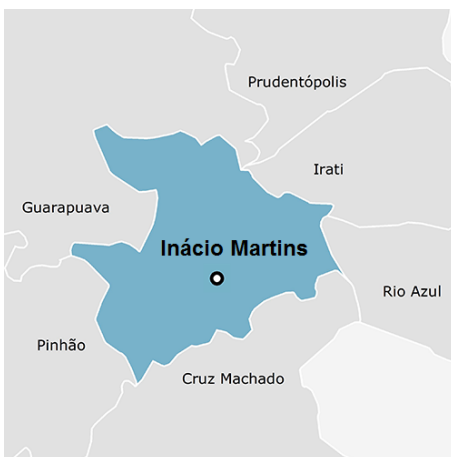 Prudentópolis
Irati
Guarapuava
Inácio Martins
Rio Azul
Pinhão
Cruz Machado